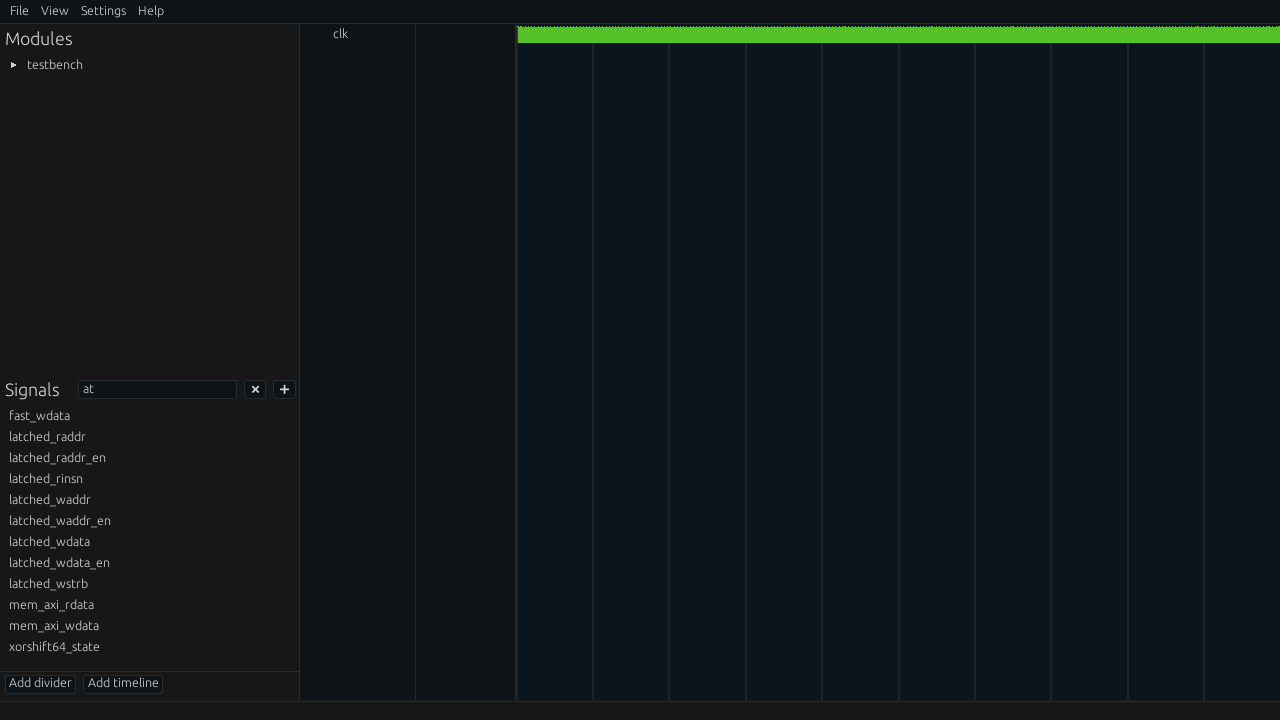 File View Settings Help
Modules
testbench
clk
Signals at
fast_wdata
latched_raddr
latched_raddr_en
latched_rinsn
latched_waddr
latched_waddr_en
latched_wdata
latched_wdata_en
latched_wstrb
mem_axi_rdata
mem_axi_wdata
xorshift64_state
Add divider Add timeline